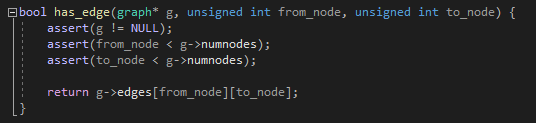 bool has_edge(graph* g, unsigned int from_node, unsigned int to_node) {
    assert(g != NULL);
    assert(from_node < g->numnodes);
    assert(to_node < g->numnodes);

    return g->edges[from_node][to_node];
}